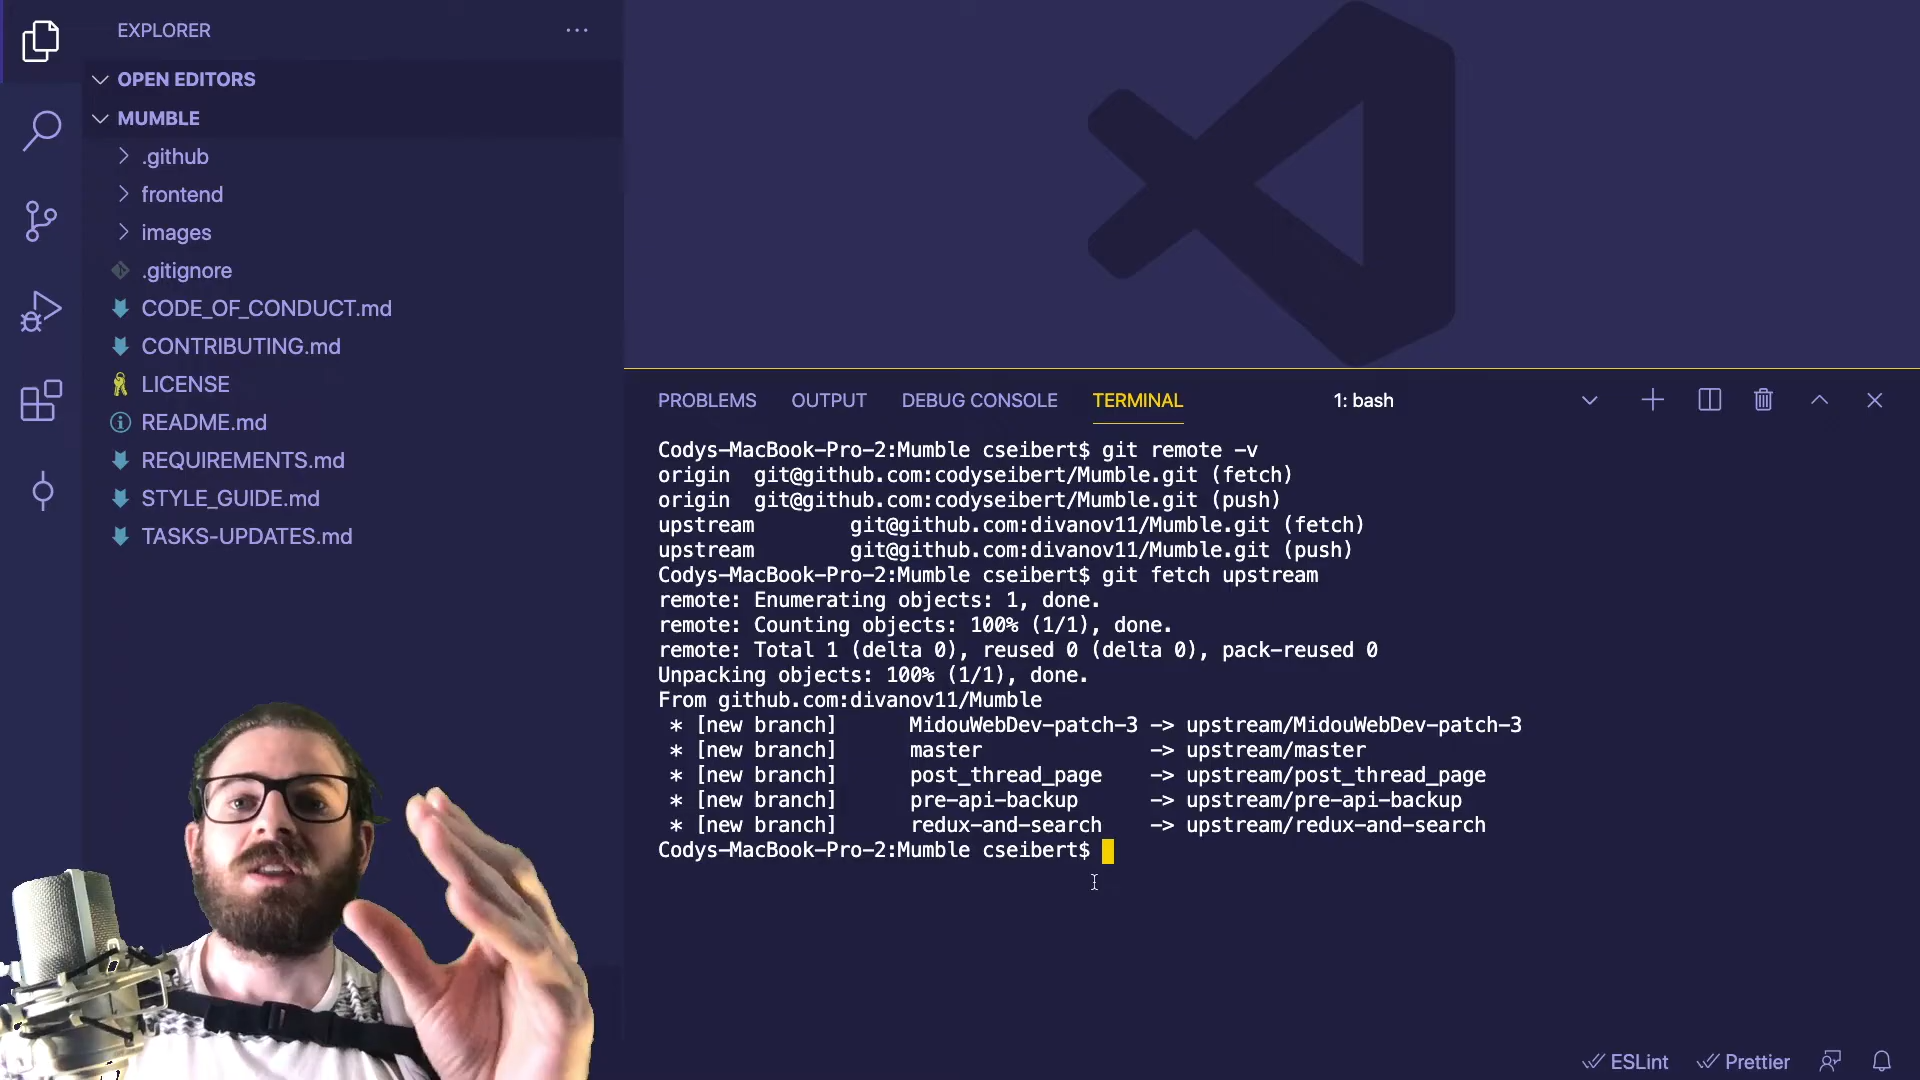 EXPLORER
OPEN EDITORS
MUMBLE
.github
frontend
images
.gitignore
CODE_OF_CONDUCT.md
CONTRIBUTING.md
LICENSE
README.md
REQUIREMENTS.md
STYLE_GUIDE.md
TASKS-UPDATES.md
PROBLEMS OUTPUT DEBUG CONSOLE TERMINAL 1: bash
Codys-MacBook-Pro-2:Mumble cseibert$ git remote -v
origin git@github.com:codyseibert/Mumble.git (fetch)
origin git@github.com:codyseibert/Mumble.git (push)
upstream git@github.com:divanov11/Mumble.git (fetch)
upstream git@github.com:divanov11/Mumble.git (push)
Codys-MacBook-Pro-2:Mumble cseibert$ git fetch upstream
remote: Enumerating objects: 1, done.
remote: Counting objects: 100% (1/1), done.
remote: Total 1 (delta 0), reused 0 (delta 0), pack-reused 0
Unpacking objects: 100% (1/1), done.
From github.com:divanov11/Mumble
* [new branch] MidouWebDev-patch-3 -> upstream/MidouWebDev-patch-3
* [new branch] master -> upstream/master
* [new branch] post_thread_page -> upstream/post_thread_page
* [new branch] pre-api-backup -> upstream/pre-api-backup
* [new branch] redux-and-search -> upstream/redux-and-search
Codys-MacBook-Pro-2:Mumble cseibert$
ESLint Prettier